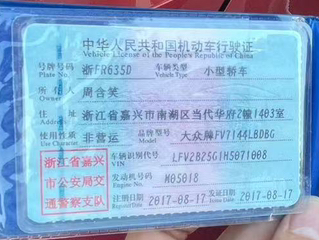 中华人民共和国机动车行驶证
Vehicle License of the People's Republic of China
号牌号码 浙FR635D 车辆类型 小型轿车
Plate No. Vehicle Type
所有人 周含笑
Owner
住址 浙江省嘉兴市南湖区当代华府2幢1403室
Address
使用性质 非营运 品牌型号 大众牌FV7144LBDBG
Use Character Model
浙江省嘉兴市公安局交通警察支队
车辆识别代号 LFV2B25G1H5071008
VIN
发动机号码 M05018
Engine No.
注册日期 2017-08-17 发证日期 2017-08-17
Register Date Issue Date